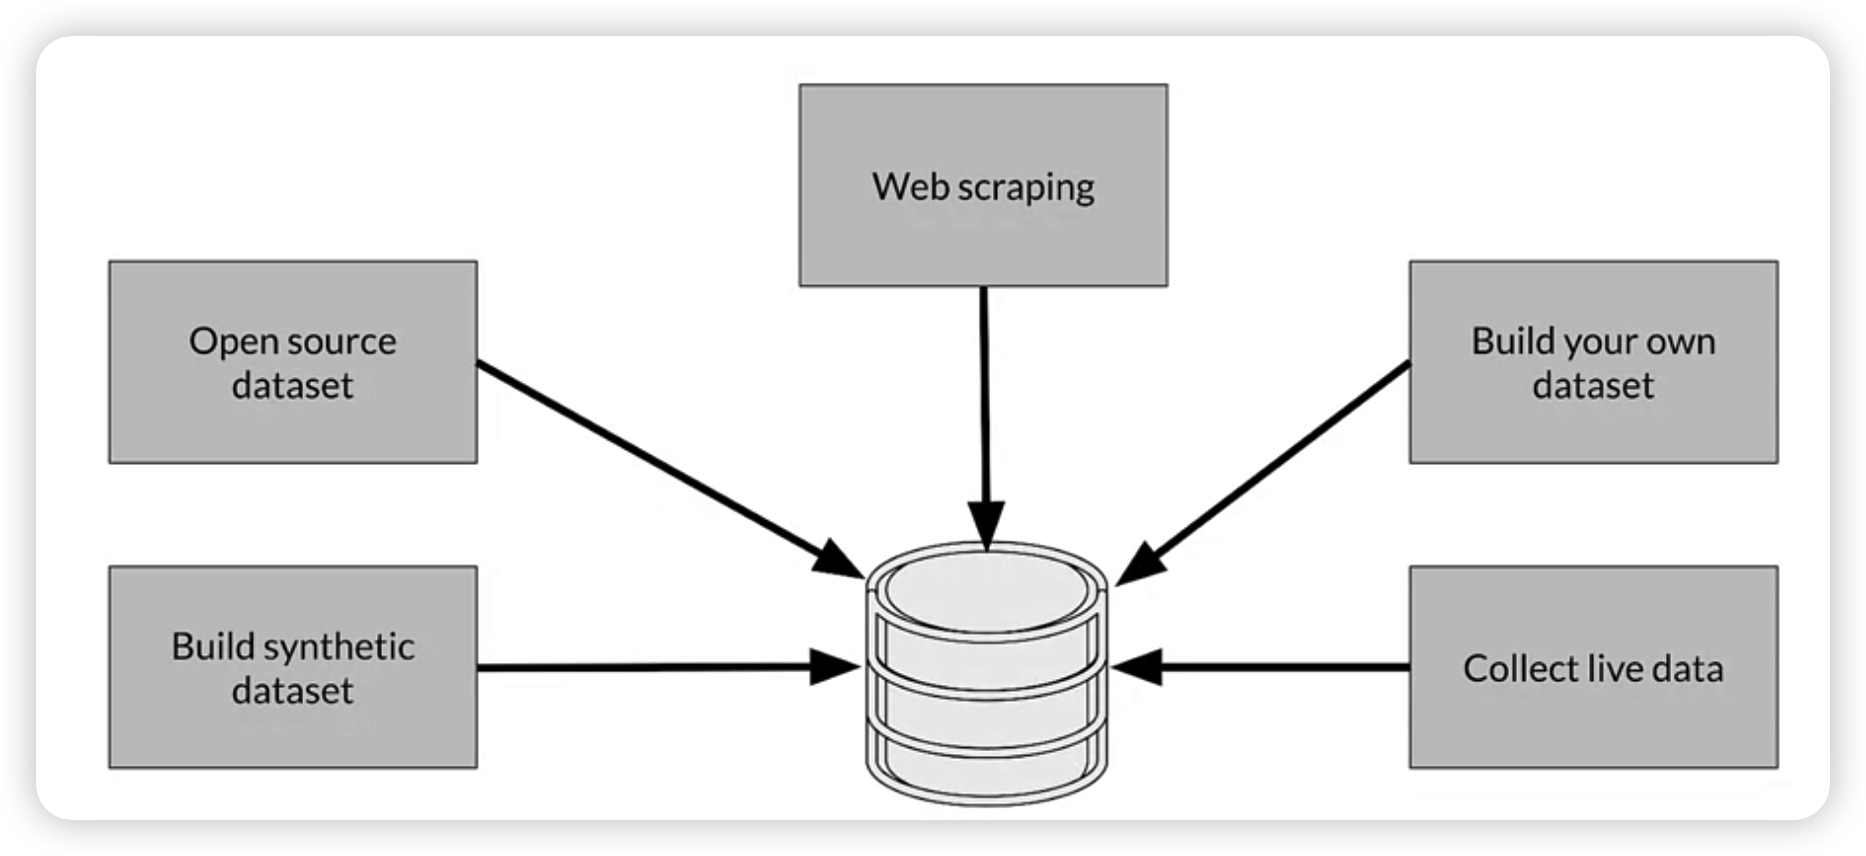 Web scraping
Open source
dataset
Build your own
dataset
Build synthetic
dataset
Collect live data